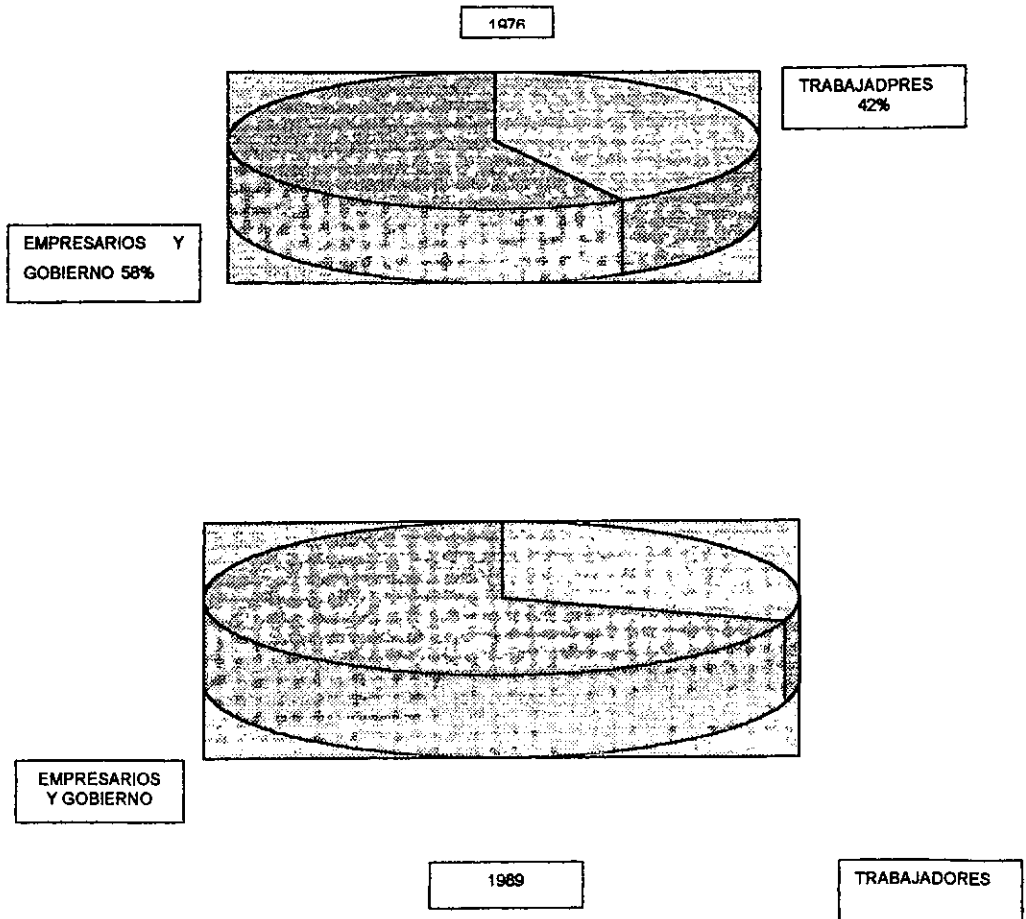 1976
TRABAJADPRES
42%
EMPRESARIOS Y
GOBIERNO 58%
EMPRESARIOS
Y GOBIERNO
1989
TRABAJADORES